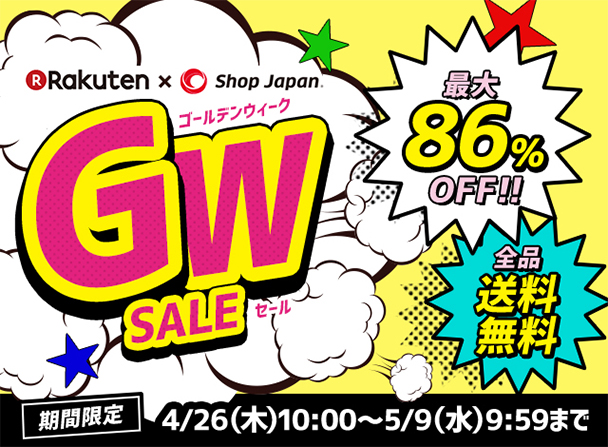 Rakuten × Shop Japan.
ゴールデンウィーク
GW
SALE セール
最大
86%
OFF!!
全品
送料
無料
期間限定 4/26(木)10:00〜5/9(水)9:59まで